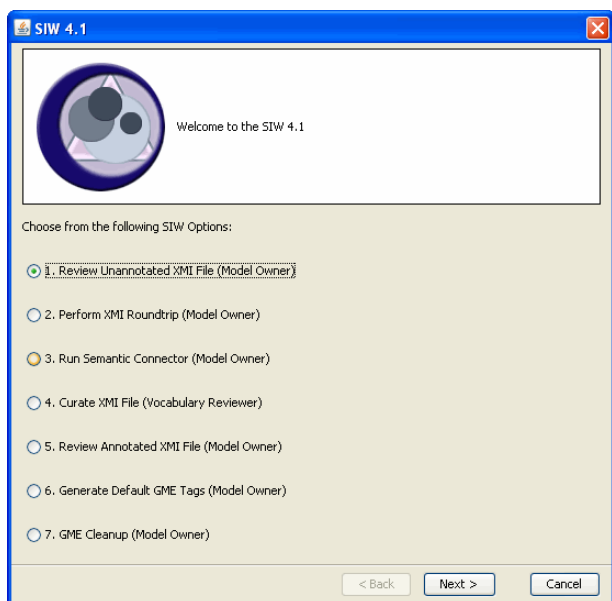 SIW 4.1
Welcome to the SIW 4.1
Choose from the following SIW Options:
1. Review Unannotated XMI File (Model Owner)
2. Perform XMI Roundtrip (Model Owner)
3. Run Semantic Connector (Model Owner)
4. Curate XMI File (Vocabulary Reviewer)
5. Review Annotated XMI File (Model Owner)
6. Generate Default GME Tags (Model Owner)
7. GME Cleanup (Model Owner)
< Back Next > Cancel